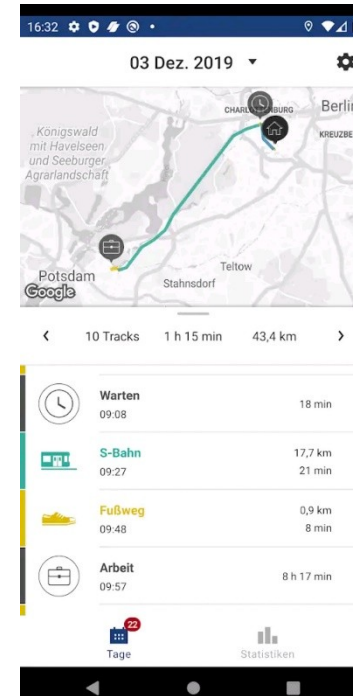 16:32
03 Dez. 2019
CHARLOTTENBURG
Berlin
Königswald
mit Havelseen
und Seeburger
Agrarlandschaft
KREUZBE
Potsdam
Teltow
Stahnsdorf
Google
10 Tracks 1 h 15 min 43,4 km
Warten
18 min
09:08
S-Bahn 17,7 km
09:27 21 min
Fußweg 0,9 km
09:48 8 min
Arbeit
8 h 17 min
09:57
22
Tage Statistiken